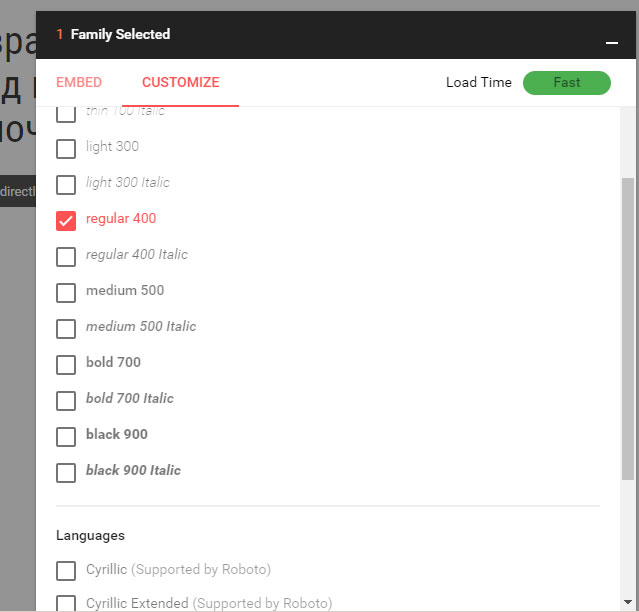 1 Family Selected
EMBED CUSTOMIZE Load Time Fast
thin 100 Italic
light 300
light 300 Italic
regular 400
regular 400 Italic
medium 500
medium 500 Italic
bold 700
bold 700 Italic
black 900
black 900 Italic
Languages
Cyrillic (Supported by Roboto)
Cyrillic Extended (Supported by Roboto)
directl